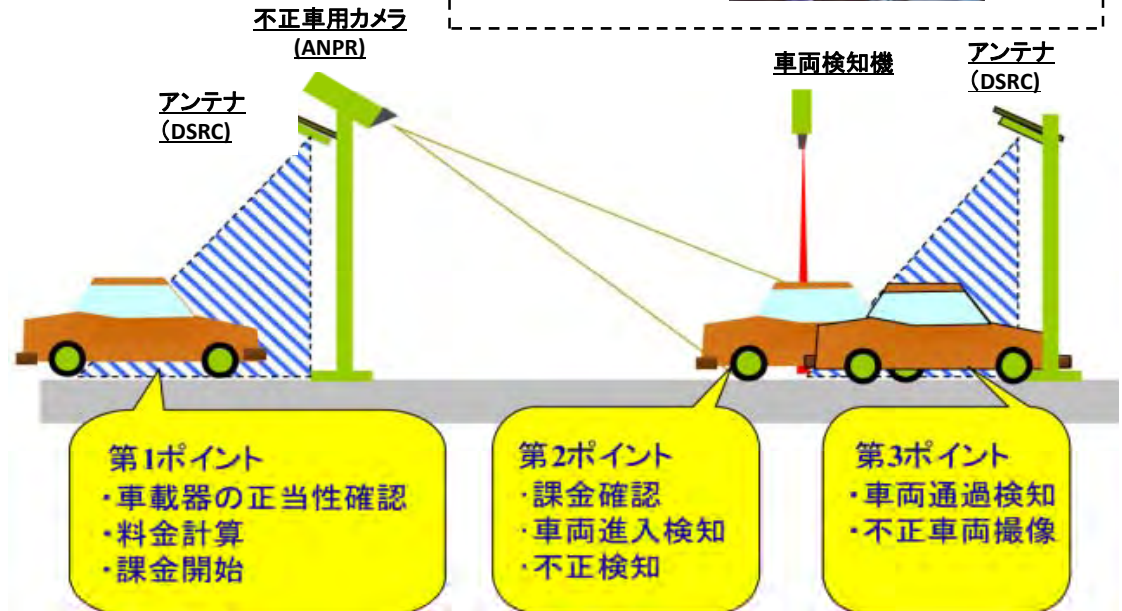 不正車用カメラ
(ANPR)
アンテナ
（DSRC)
車両検知機
アンテナ
（DSRC)
第1ポイント
・車載器の正当性確認
・料金計算
・課金開始
第2ポイント
・課金確認
・車両進入検知
・不正検知
第3ポイント
・車両通過検知
・不正車両撮像